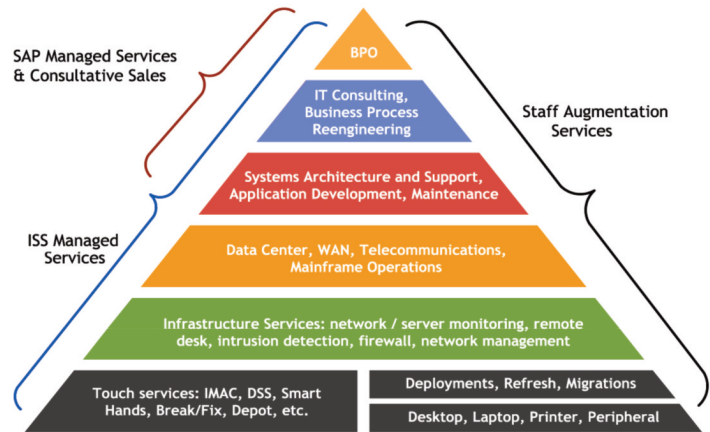 SAP Managed Services
& Consultative Sales
BPO
IT Consulting,
Business Process
Reengineering
Staff Augmentation
Services
Systems Architecture and Support,
Application Development, Maintenance
ISS Managed
Services
Data Center, WAN, Telecommunications,
Mainframe Operations
Infrastructure Services: network / server monitoring, remote
desk, intrusion detection, firewall, network management
Touch services: IMAC, DSS, Smart
Hands, Break/Fix, Depot, etc.
Deployments, Refresh, Migrations
Desktop, Laptop, Printer, Peripheral